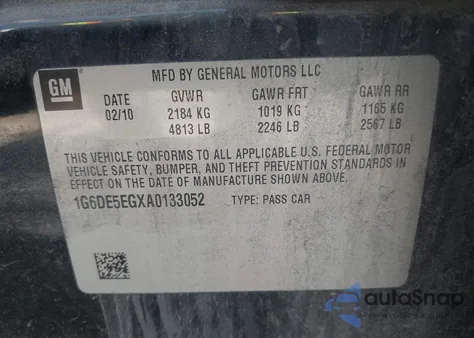 GM
MFD BY GENERAL MOTORS LLC
DATE GVWR GAWR FRT GAWR RR
02/10 2184 KG 1019 KG 1165 KG
4813 LB 2246 LB 2567 LB
THIS VEHICLE CONFORMS TO ALL APPLICABLE U.S. FEDERAL MOTOR
VEHICLE SAFETY, BUMPER, AND THEFT PREVENTION STANDARDS IN
EFFECT ON THE DATE OF MANUFACTURE SHOWN ABOVE.
1G6DE5EGXA0133052 TYPE: PASS CAR
autoSnap